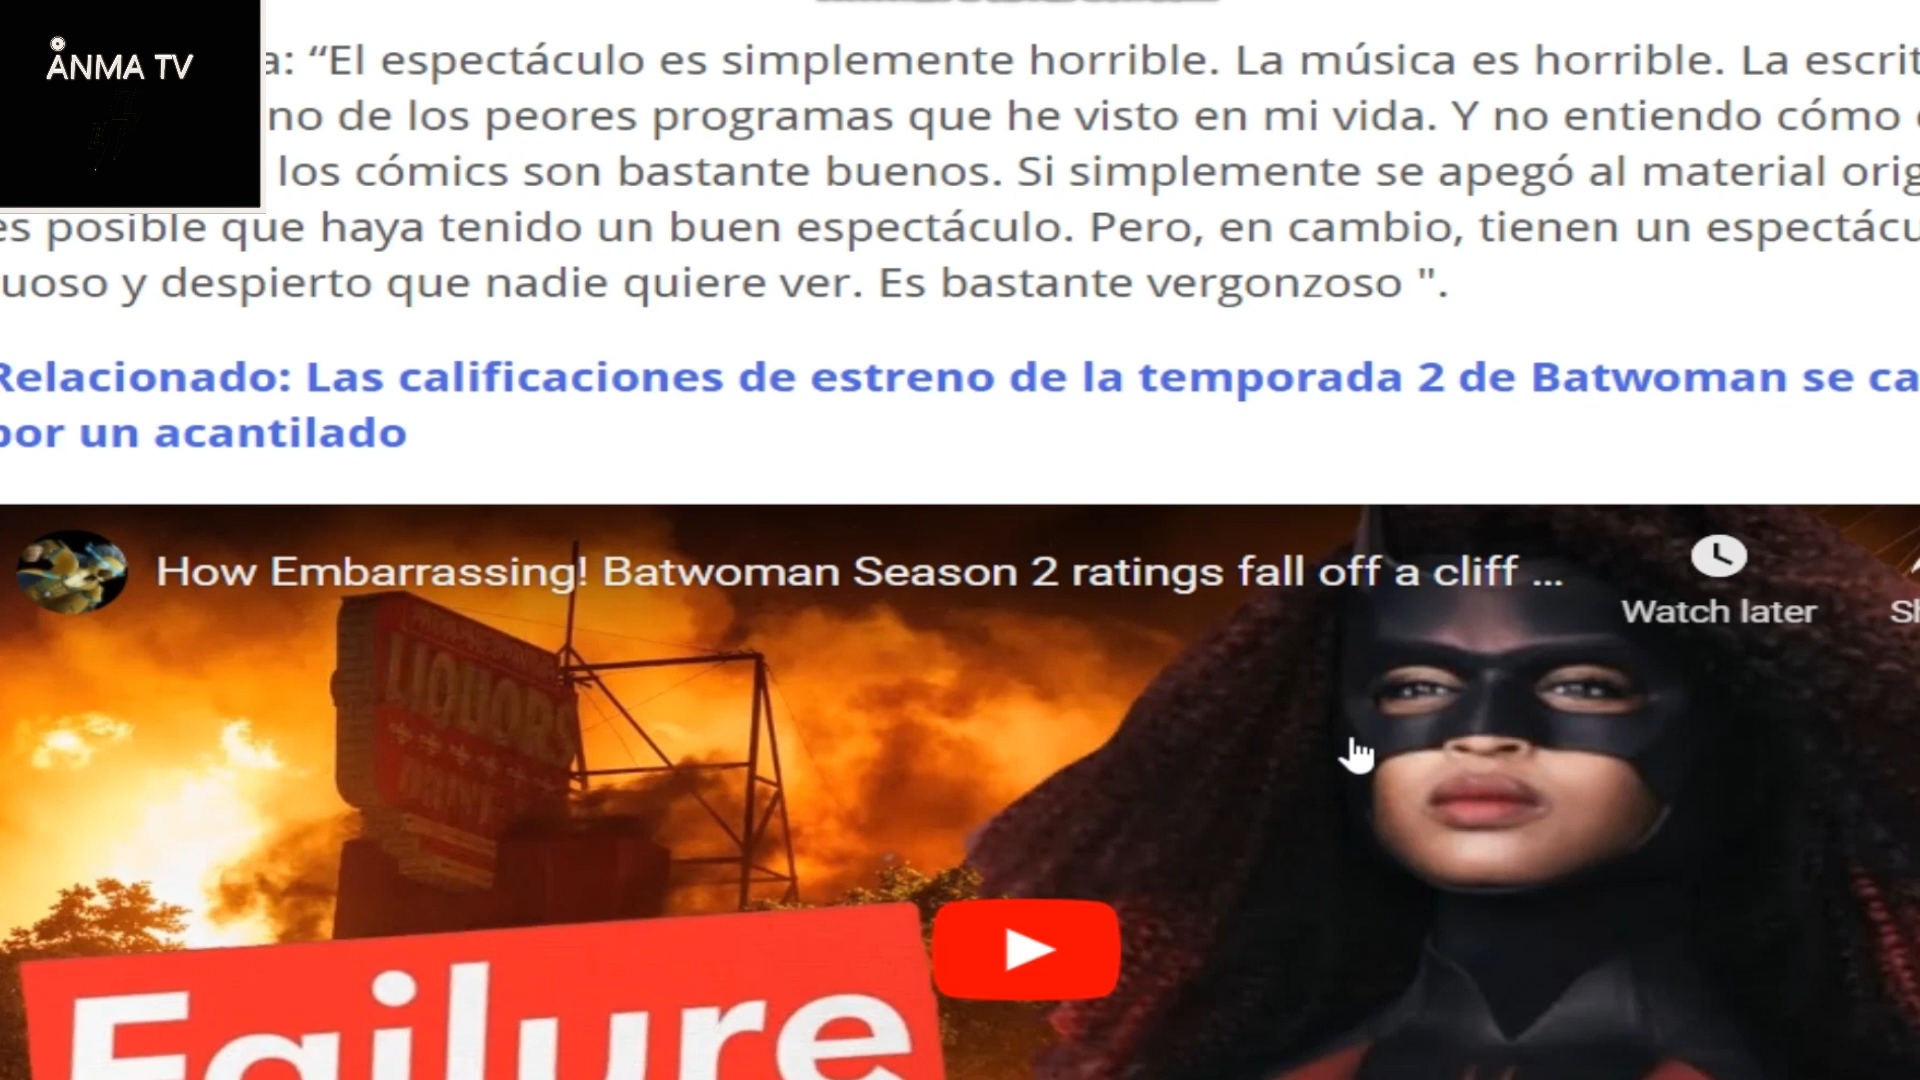 ANMA TV
a: “El espectáculo es simplemente horrible. La música es horrible. La escrit
no de los peores programas que he visto en mi vida. Y no entiendo cómo
los cómics son bastante buenos. Si simplemente se apegó al material orig
es posible que haya tenido un buen espectáculo. Pero, en cambio, tienen un espectácu
uoso y despierto que nadie quiere ver. Es bastante vergonzoso ".
Relacionado: Las calificaciones de estreno de la temporada 2 de Batwoman se ca
por un acantilado
How Embarrassing! Batwoman Season 2 ratings fall off a cliff ...
Watch later
Sh
LIQUORS
Failure